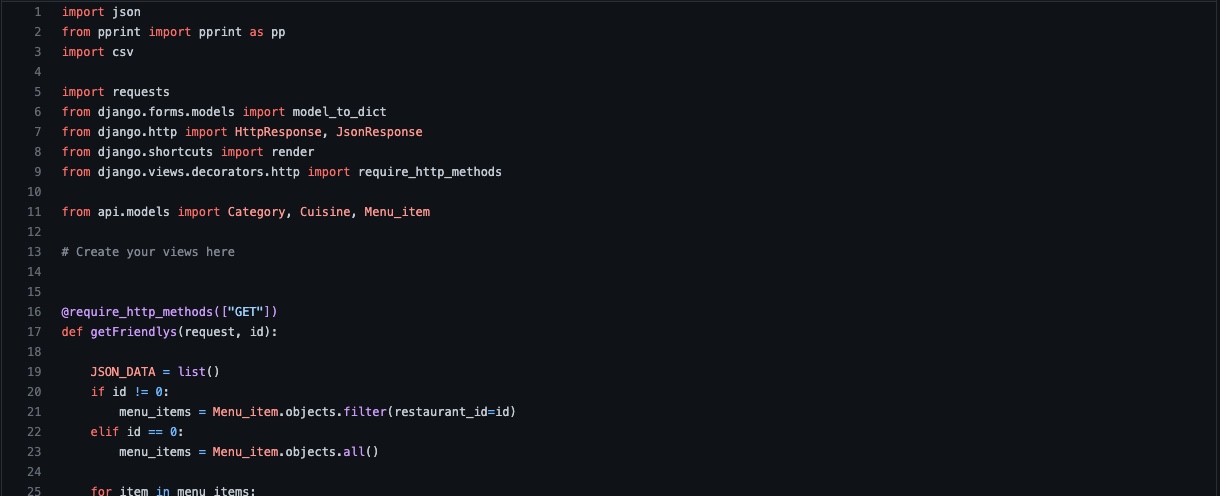 1 import json
2 from pprint import pprint as pp
3 import csv
4
5 import requests
6 from django.forms.models import model_to_dict
7 from django.http import HttpResponse, JsonResponse
8 from django.shortcuts import render
9 from django.views.decorators.http import require_http_methods
10
11 from api.models import Category, Cuisine, Menu_item
12
13 # Create your views here
14
15
16 @require_http_methods(["GET"])
17 def getFriendlys(request, id):
18
19     JSON_DATA = list()
20     if id != 0:
21         menu_items = Menu_item.objects.filter(restaurant_id=id)
22     elif id == 0:
23         menu_items = Menu_item.objects.all()
24
25     for item in menu_items: